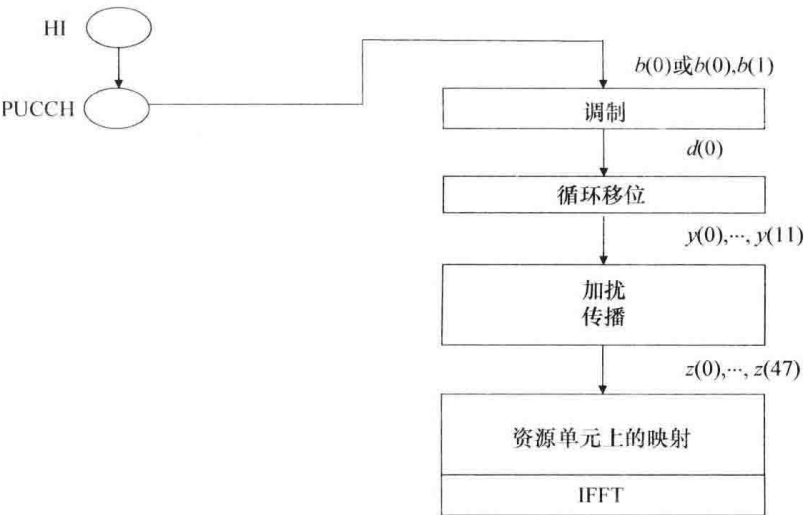 HI
PUCCH
b(0)或b(0),b(1)
调制
d(0)
循环移位
y(0),···, y(11)
加扰
传播
z(0),···, z(47)
资源单元上的映射
IFFT